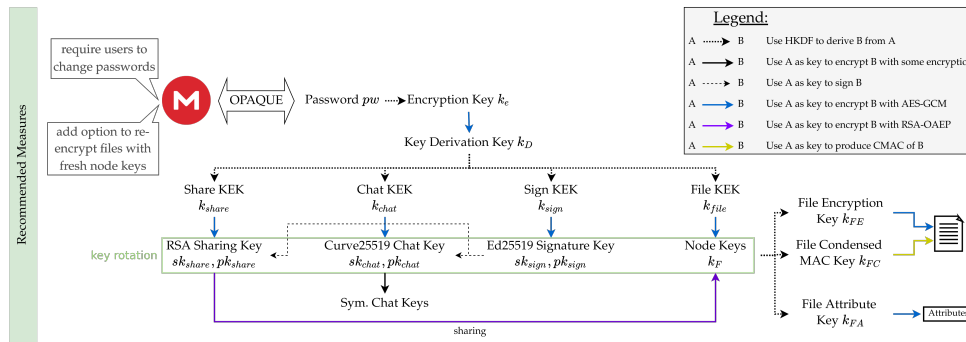 Recommended Measures
require users to
change passwords
add option to re-
encrypt files with
fresh node keys
M
OPAQUE
Password pw
Encryption Key k_e
Key Derivation Key k_D
Legend:
A B Use HKDF to derive B from A
A B Use A as key to encrypt B with some encryptio
A B Use A as key to sign B
A B Use A as key to encrypt B with AES-GCM
A B Use A as key to encrypt B with RSA-OAEP
A B Use A as key to produce CMAC of B
Share KEK
k_share
Chat KEK
k_chat
Sign KEK
k_sign
File KEK
k_file
key rotation
RSA Sharing Key
sk_share, pk_share
Curve25519 Chat Key
sk_chat, pk_chat
Ed25519 Signature Key
sk_sign, pk_sign
Node Keys
k_F
Sym. Chat Keys
sharing
File Encryption
Key k_FE
File Condensed
MAC Key k_FC
File Attribute
Key k_FA
Attributes